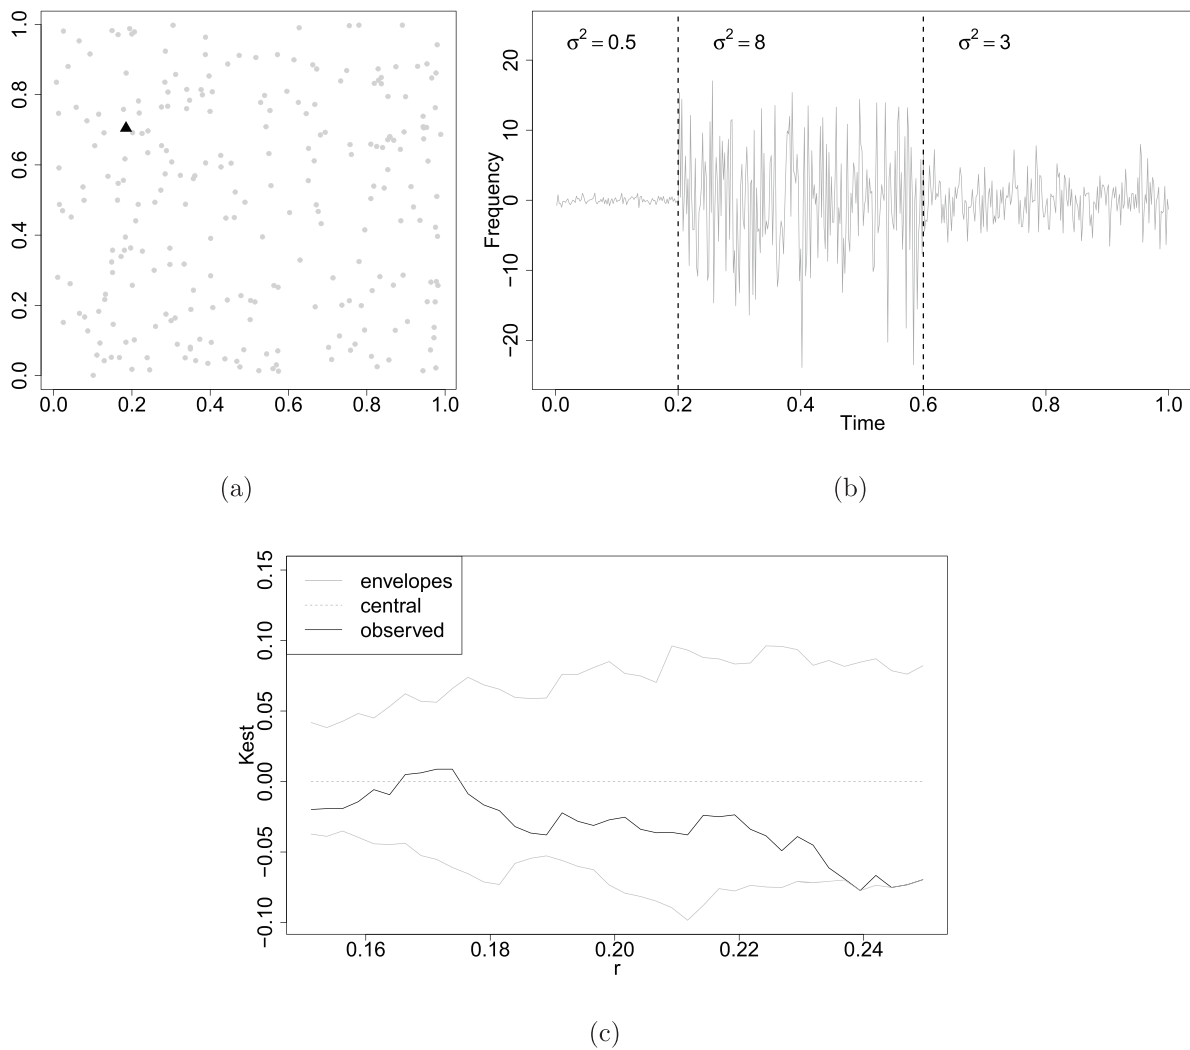 1.0
0.8
0.6
0.4
0.2
0.0
0.0 0.2 0.4 0.6 0.8 1.0
(a)
σ² = 0.5 σ² = 8 σ² = 3
Frequency
20
10
0
−10
−20
0.0 0.2 0.4 0.6 0.8 1.0
Time
(b)
envelopes
central
observed
Kest
0.15
0.10
0.05
0.00
−0.05
−0.10
0.16 0.18 0.20 0.22 0.24
r
(c)